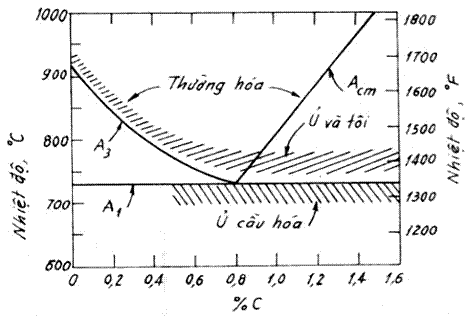 1000
900
800
700
600
Nhiệt độ, °C
1800
1700
1600
1500
1400
1300
1200
Nhiệt độ, °F
Thường hóa
Acm
Ủ và tôi
A3
A1
Ủ cầu hóa
0 0,2 0,4 0,6 0,8 1,0 1,2 1,4 1,6
% C